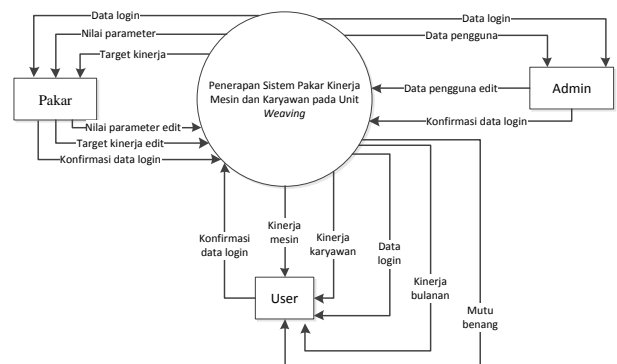 Data login
Nilai parameter
Target kinerja
Pakar
Nilai parameter edit
Target kinerja edit
Konfirmasi data login
Penerapan Sistem Pakar Kinerja
Mesin dan Karyawan pada Unit
Weaving
Data login
Data pengguna
Admin
Data pengguna edit
Konfirmasi data login
Konfirmasi
data login
Kinerja
mesin
Kinerja
karyawan
Data
login
Kinerja
bulanan
Mutu
benang
User